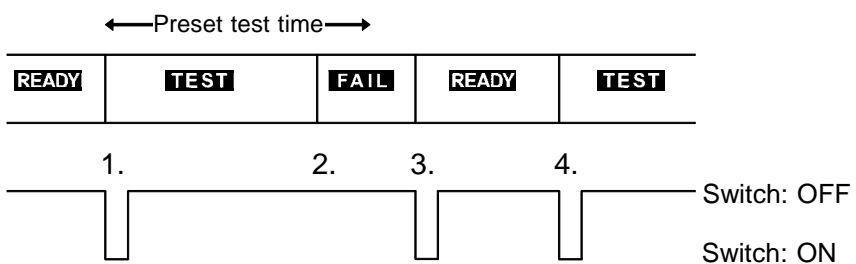 Preset test time
READY TEST FAIL READY TEST
1. 2. 3. 4.
Switch: OFF
Switch: ON